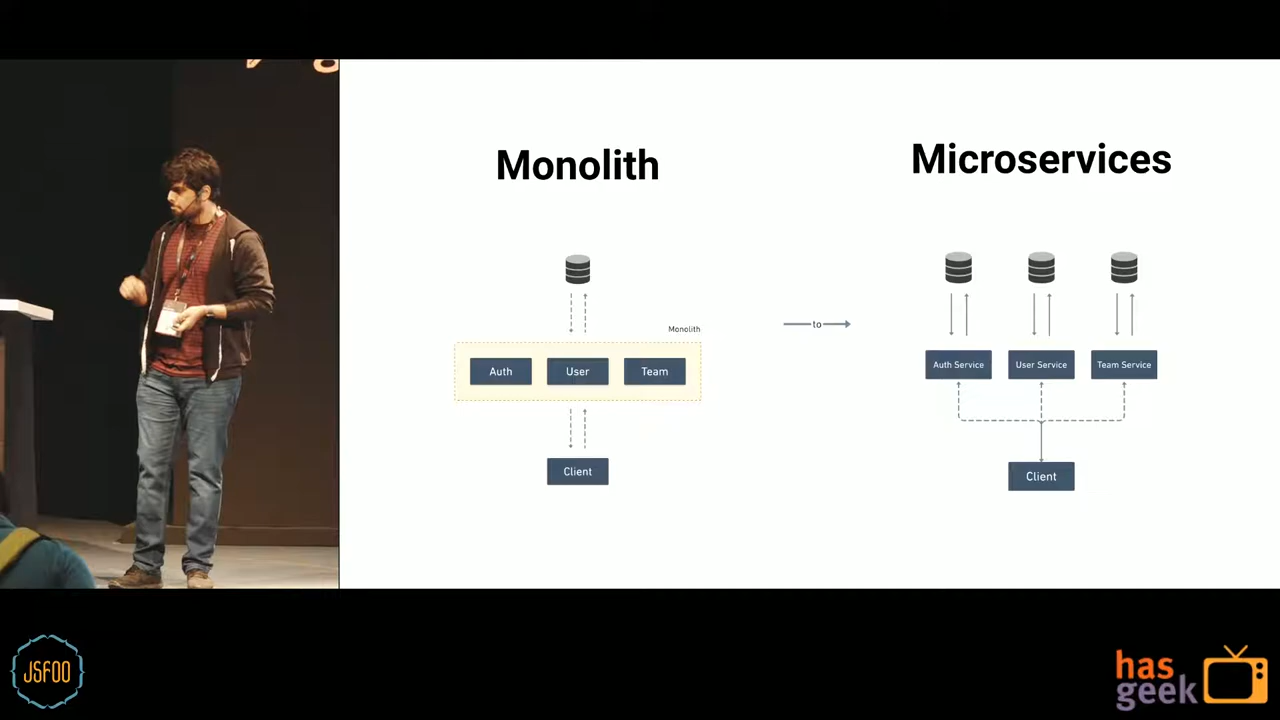 Monolith
Microservices
Monolith
to
Auth
User
Team
Auth Service
User Service
Team Service
Client
Client
JSFOO
has
geek